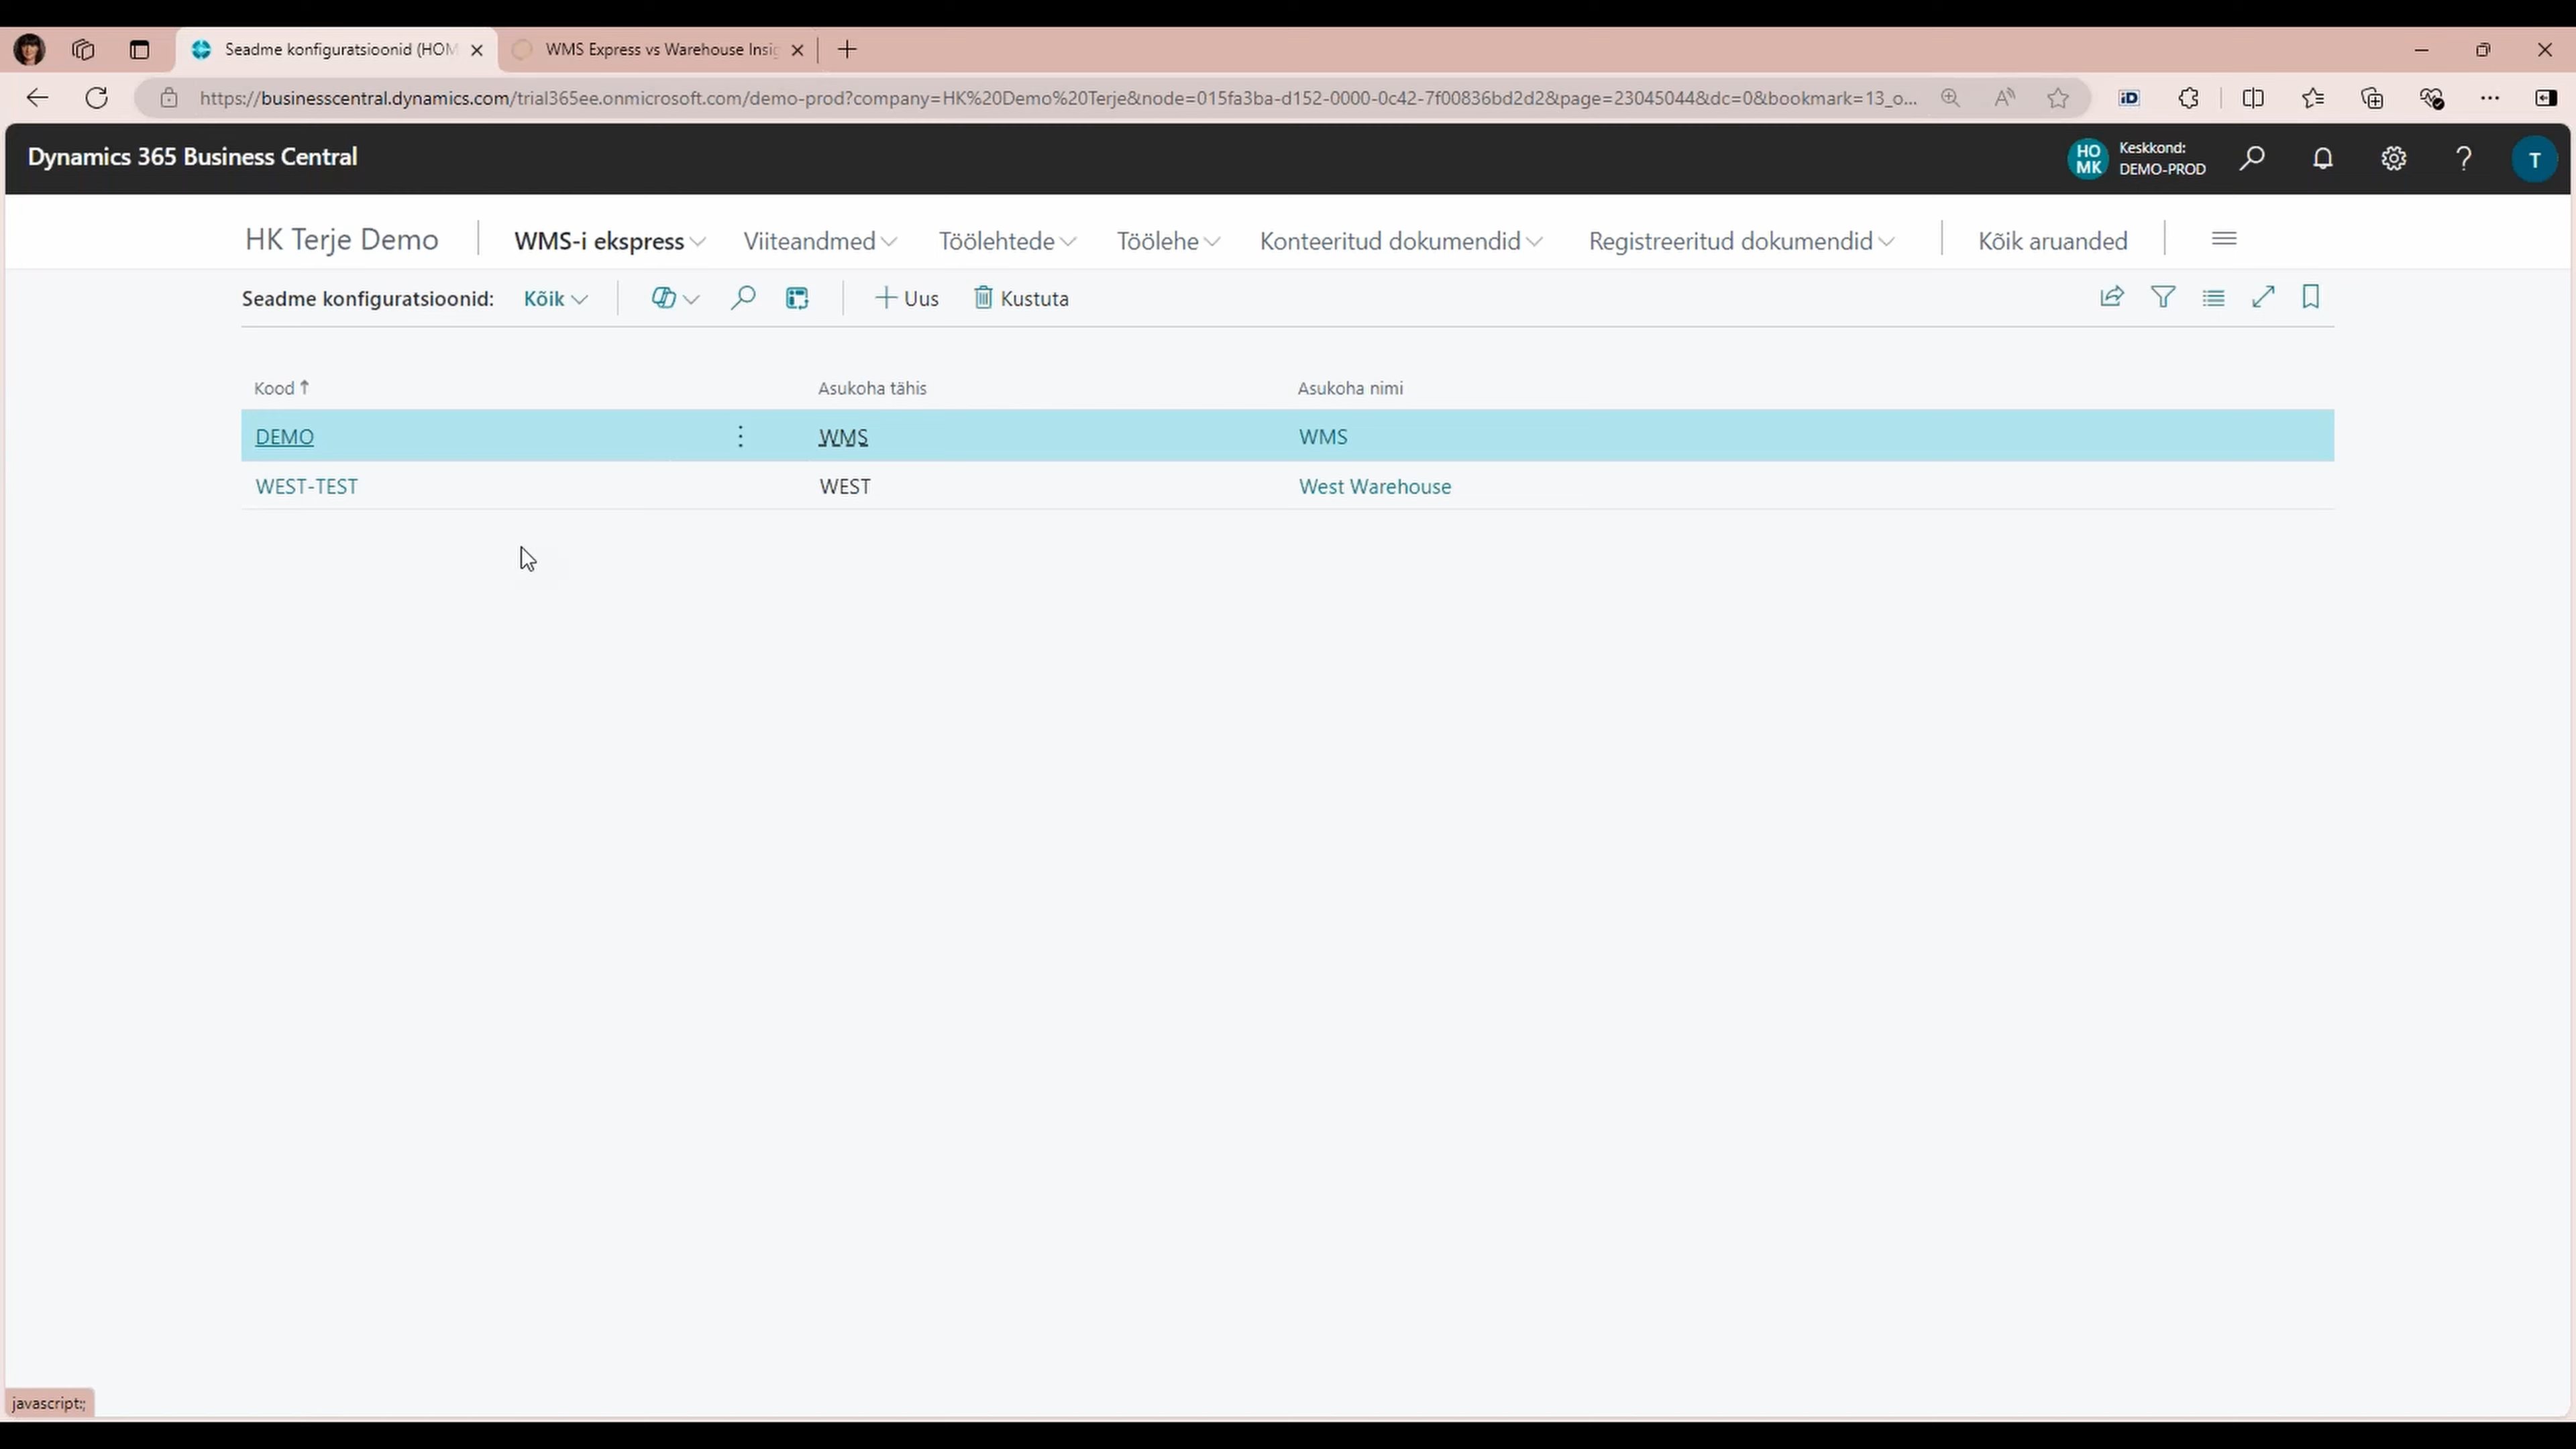 Seadme konfiguratsioonid (HOM
WMS Express vs Warehouse Insig
https://businesscentral.dynamics.com/trial365ee.onmicrosoft.com/demo-prod?company=HK%20Demo%20Terje&node=015fa3ba-d152-0000-0c42-7f00836bd2d2&page=23045044&dc=0&bookmark=13_o...
iD
Dynamics 365 Business Central
HO
MK
Keskkond:
DEMO-PROD
?
T
HK Terje Demo
WMS-i ekspress
Viiteandmed
Töölehtede
Töölehe
Konteeritud dokumendid
Registreeritud dokumendid
Kõik aruanded
Seadme konfiguratsioonid: Kõik
+ Uus
Kustuta
Kood ↑ Asukoha tähis Asukoha nimi
DEMO WMS WMS
WEST-TEST WEST West Warehouse
javascript:;